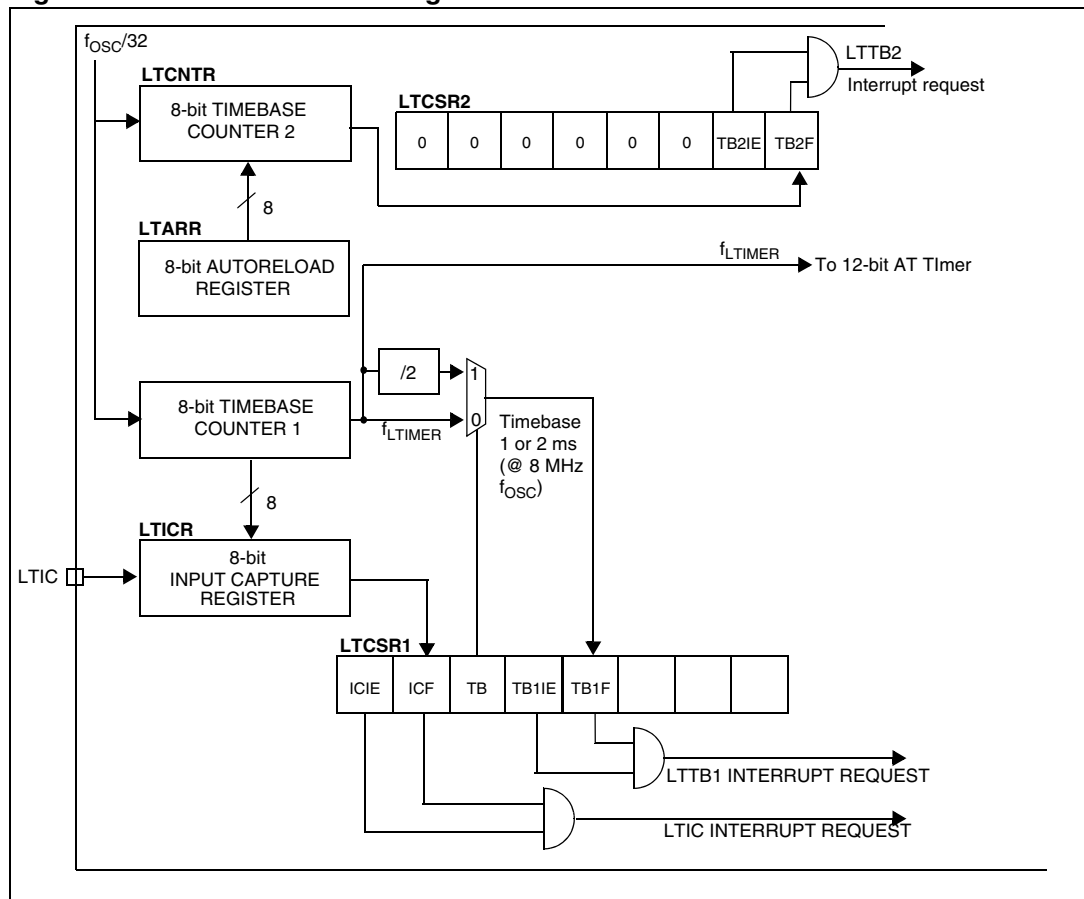 fOSC/32
LTCNTR
8-bit TIMEBASE
COUNTER 2
8
LTARR
8-bit AUTORELOAD
REGISTER
LTCSR2
0 0 0 0 0 0 TB2IE TB2F
LTTB2
Interrupt request
fLTIMER
To 12-bit AT TImer
/2
1
0
8-bit TIMEBASE
COUNTER 1
fLTIMER
Timebase
1 or 2 ms
(@ 8 MHz
fOSC)
8
LTICR
LTIC
8-bit
INPUT CAPTURE
REGISTER
LTCSR1
ICIE ICF TB TB1IE TB1F
LTTB1 INTERRUPT REQUEST
LTIC INTERRUPT REQUEST